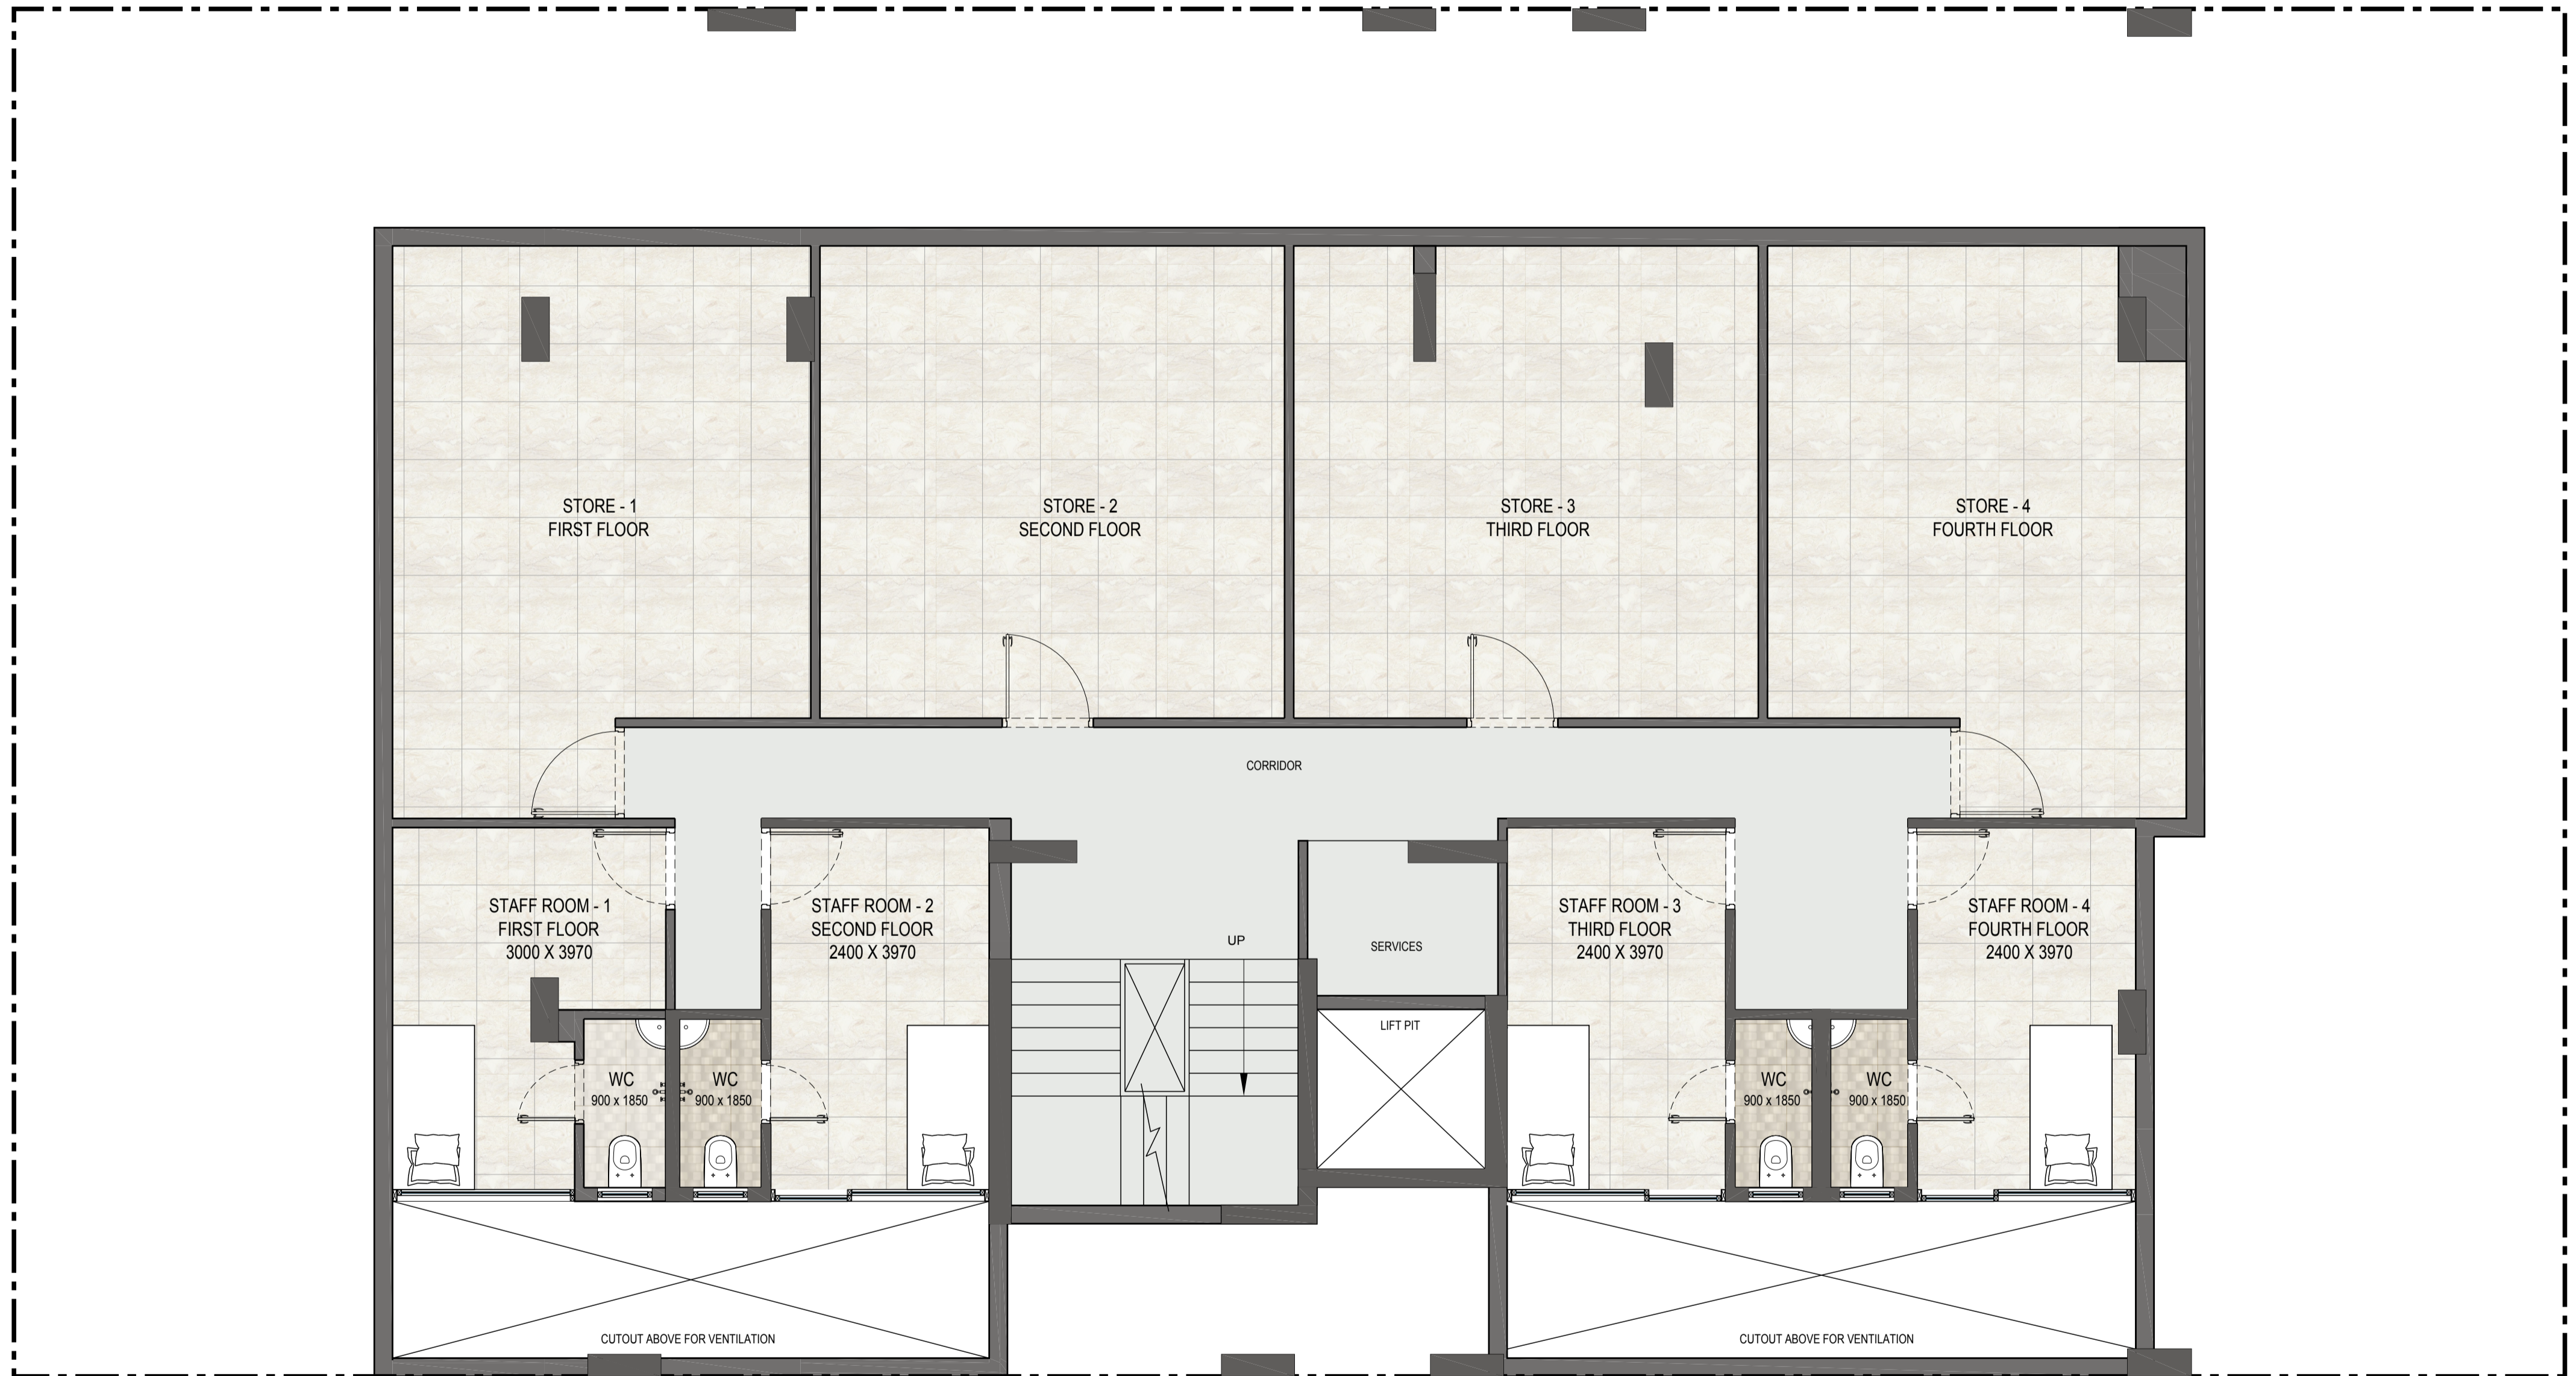 STORE - 1
FIRST FLOOR
STORE - 2
SECOND FLOOR
STORE - 3
THIRD FLOOR
STORE - 4
FOURTH FLOOR
CORRIDOR
STAFF ROOM - 1
FIRST FLOOR
3000 X 3970
STAFF ROOM - 2
SECOND FLOOR
2400 X 3970
UP
SERVICES
STAFF ROOM - 3
THIRD FLOOR
2400 X 3970
STAFF ROOM - 4
FOURTH FLOOR
2400 X 3970
LIFT PIT
WC
900 x 1850
WC
900 x 1850
WC
900 x 1850
WC
900 x 1850
CUTOUT ABOVE FOR VENTILATION
CUTOUT ABOVE FOR VENTILATION